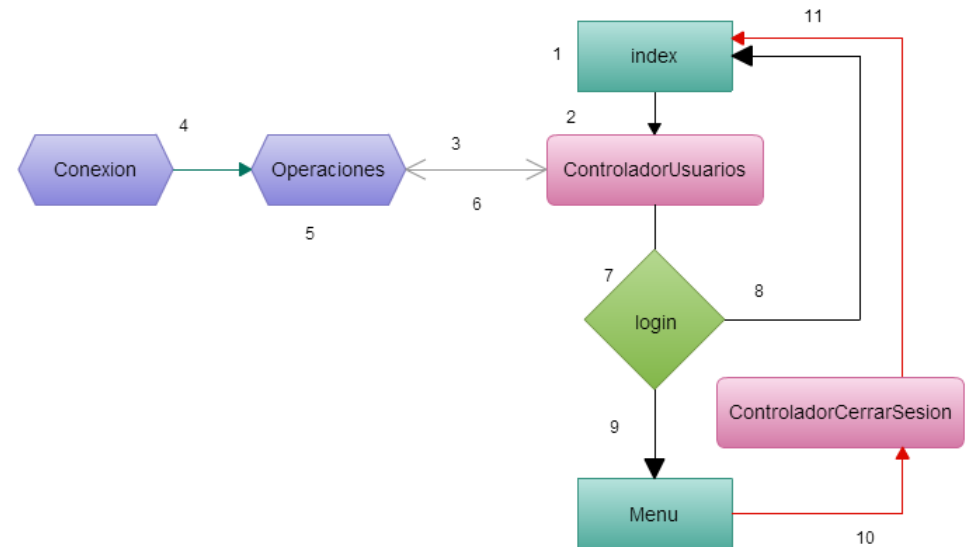 11
1
index
2
4
3
Conexion
Operaciones
ControladorUsuarios
6
5
7
8
login
ControladorCerrarSesion
9
Menu
10